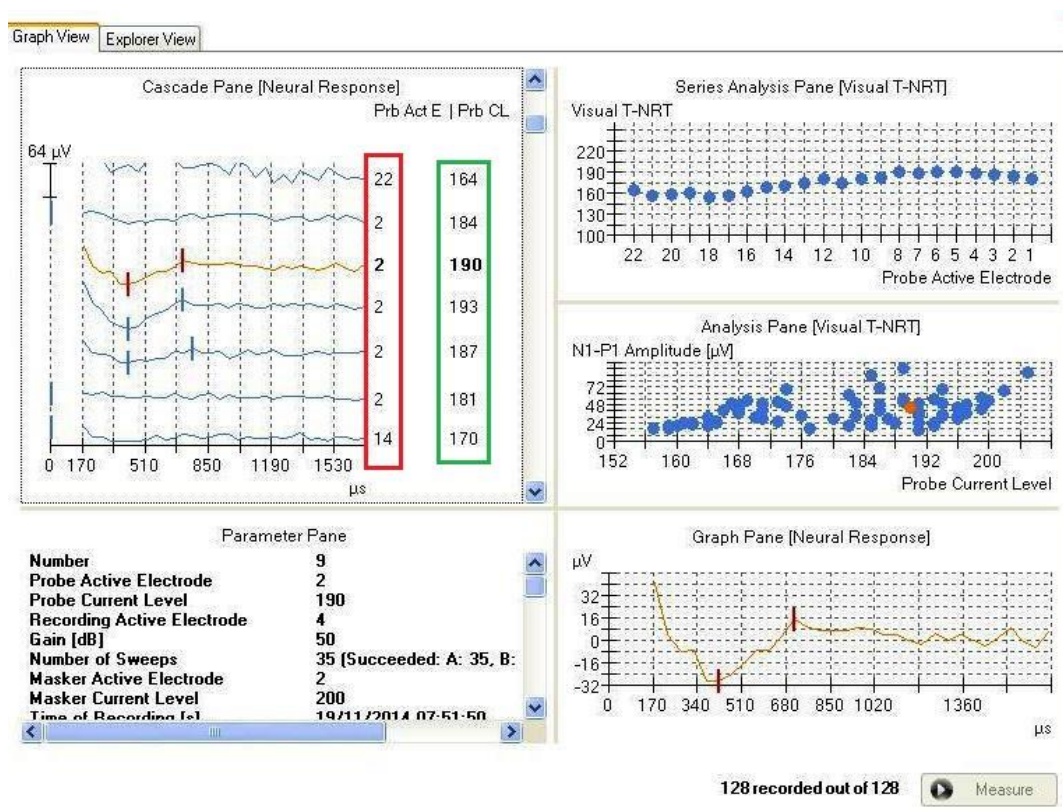 Graph View Explorer View
Cascade Pane [Neural Response]
Prb Act E | Prb CL
64 µV
22 164
2 184
2 190
2 193
2 187
2 181
14 170
0 170 510 850 1190 1530
µs
Series Analysis Pane [Visual T-NRT]
Visual T-NRT
220
190
160
130
100
22 20 18 16 14 12 10 8 7 6 5 4 3 2 1
Probe Active Electrode
Analysis Pane [Visual T-NRT]
N1-P1 Amplitude [µV]
72
48
24
0
152 160 168 176 184 192 200
Probe Current Level
Parameter Pane
Number 9
Probe Active Electrode 2
Probe Current Level 190
Recording Active Electrode 4
Gain [dB] 50
Number of Sweeps 35 (Succeeded: A: 35, B:
Masker Active Electrode 2
Masker Current Level 200
Time of Recording [s] 19/11/2014 07:51:50
Graph Pane [Neural Response]
µV
32
16
0
-16
-32
0 170 340 510 680 850 1020 1360
µs
128 recorded out of 128 Measure